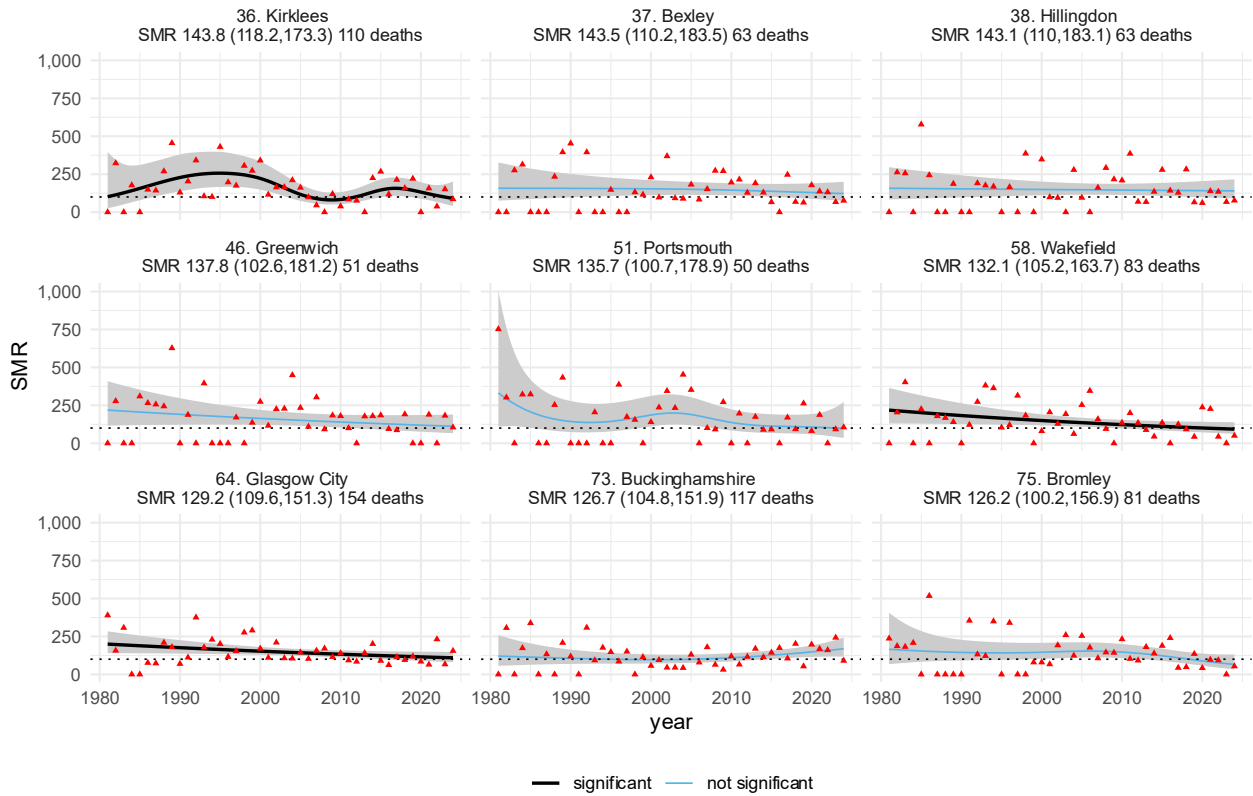 36. Kirklees
SMR 143.8 (118.2,173.3) 110 deaths
37. Bexley
SMR 143.5 (110.2,183.5) 63 deaths
38. Hillingdon
SMR 143.1 (110,183.1) 63 deaths
1,000
750
500
250
0
46. Greenwich
SMR 137.8 (102.6,181.2) 51 deaths
51. Portsmouth
SMR 135.7 (100.7,178.9) 50 deaths
58. Wakefield
SMR 132.1 (105.2,163.7) 83 deaths
1,000
750
500
250
0
SMR
64. Glasgow City
SMR 129.2 (109.6,151.3) 154 deaths
73. Buckinghamshire
SMR 126.7 (104.8,151.9) 117 deaths
75. Bromley
SMR 126.2 (100.2,156.9) 81 deaths
1,000
750
500
250
0
1980 1990 2000 2010 2020
1980 1990 2000 2010 2020
1980 1990 2000 2010 2020
year
significant not significant